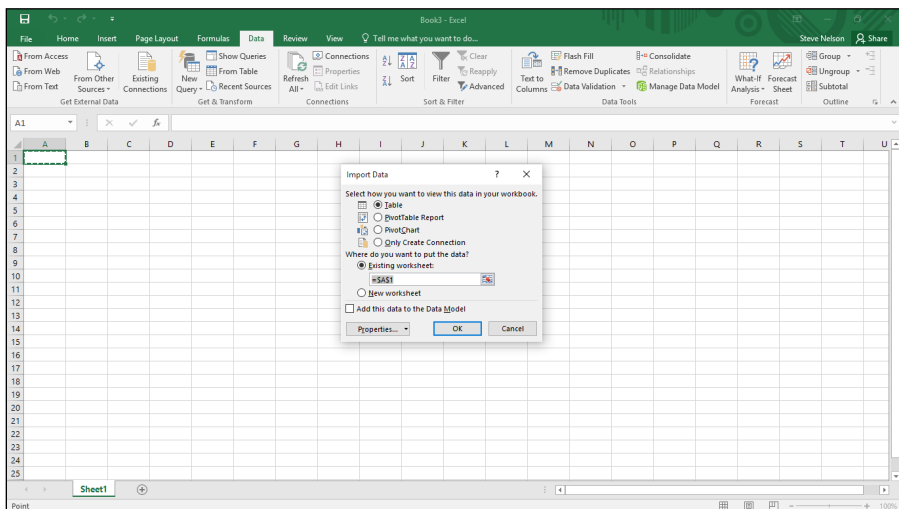 Book3 - Excel
File Home Insert Page Layout Formulas Data Review View Tell me what you want to do... Steve Nelson Share
From Access
From Web
From Text
From Other Sources
Existing Connections
Get External Data
New Query
Show Queries
From Table
Recent Sources
Get & Transform
Refresh All
Connections
Properties
Edit Links
Connections
A Z
Z A
Z A
A Z
Sort
Filter
Clear
Reapply
Advanced
Sort & Filter
Text to Columns
Flash Fill
Remove Duplicates
Data Validation
Consolidate
Relationships
Manage Data Model
Data Tools
What-If Analysis
Forecast Sheet
Forecast
Group
Ungroup
Subtotal
Outline
A1 fx
A B C D E F G H I J K L M N O P Q R S T U
1
2
3
4
5
6
7
8
9
10
11
12
13
14
15
16
17
18
19
20
21
22
23
24
25
Import Data ?
Select how you want to view this data in your workbook.
Table
PivotTable Report
PivotChart
Only Create Connection
Where do you want to put the data?
Existing worksheet:
=$A$1
New worksheet
Add this data to the Data Model
Properties... OK Cancel
Sheet1
Point 100%